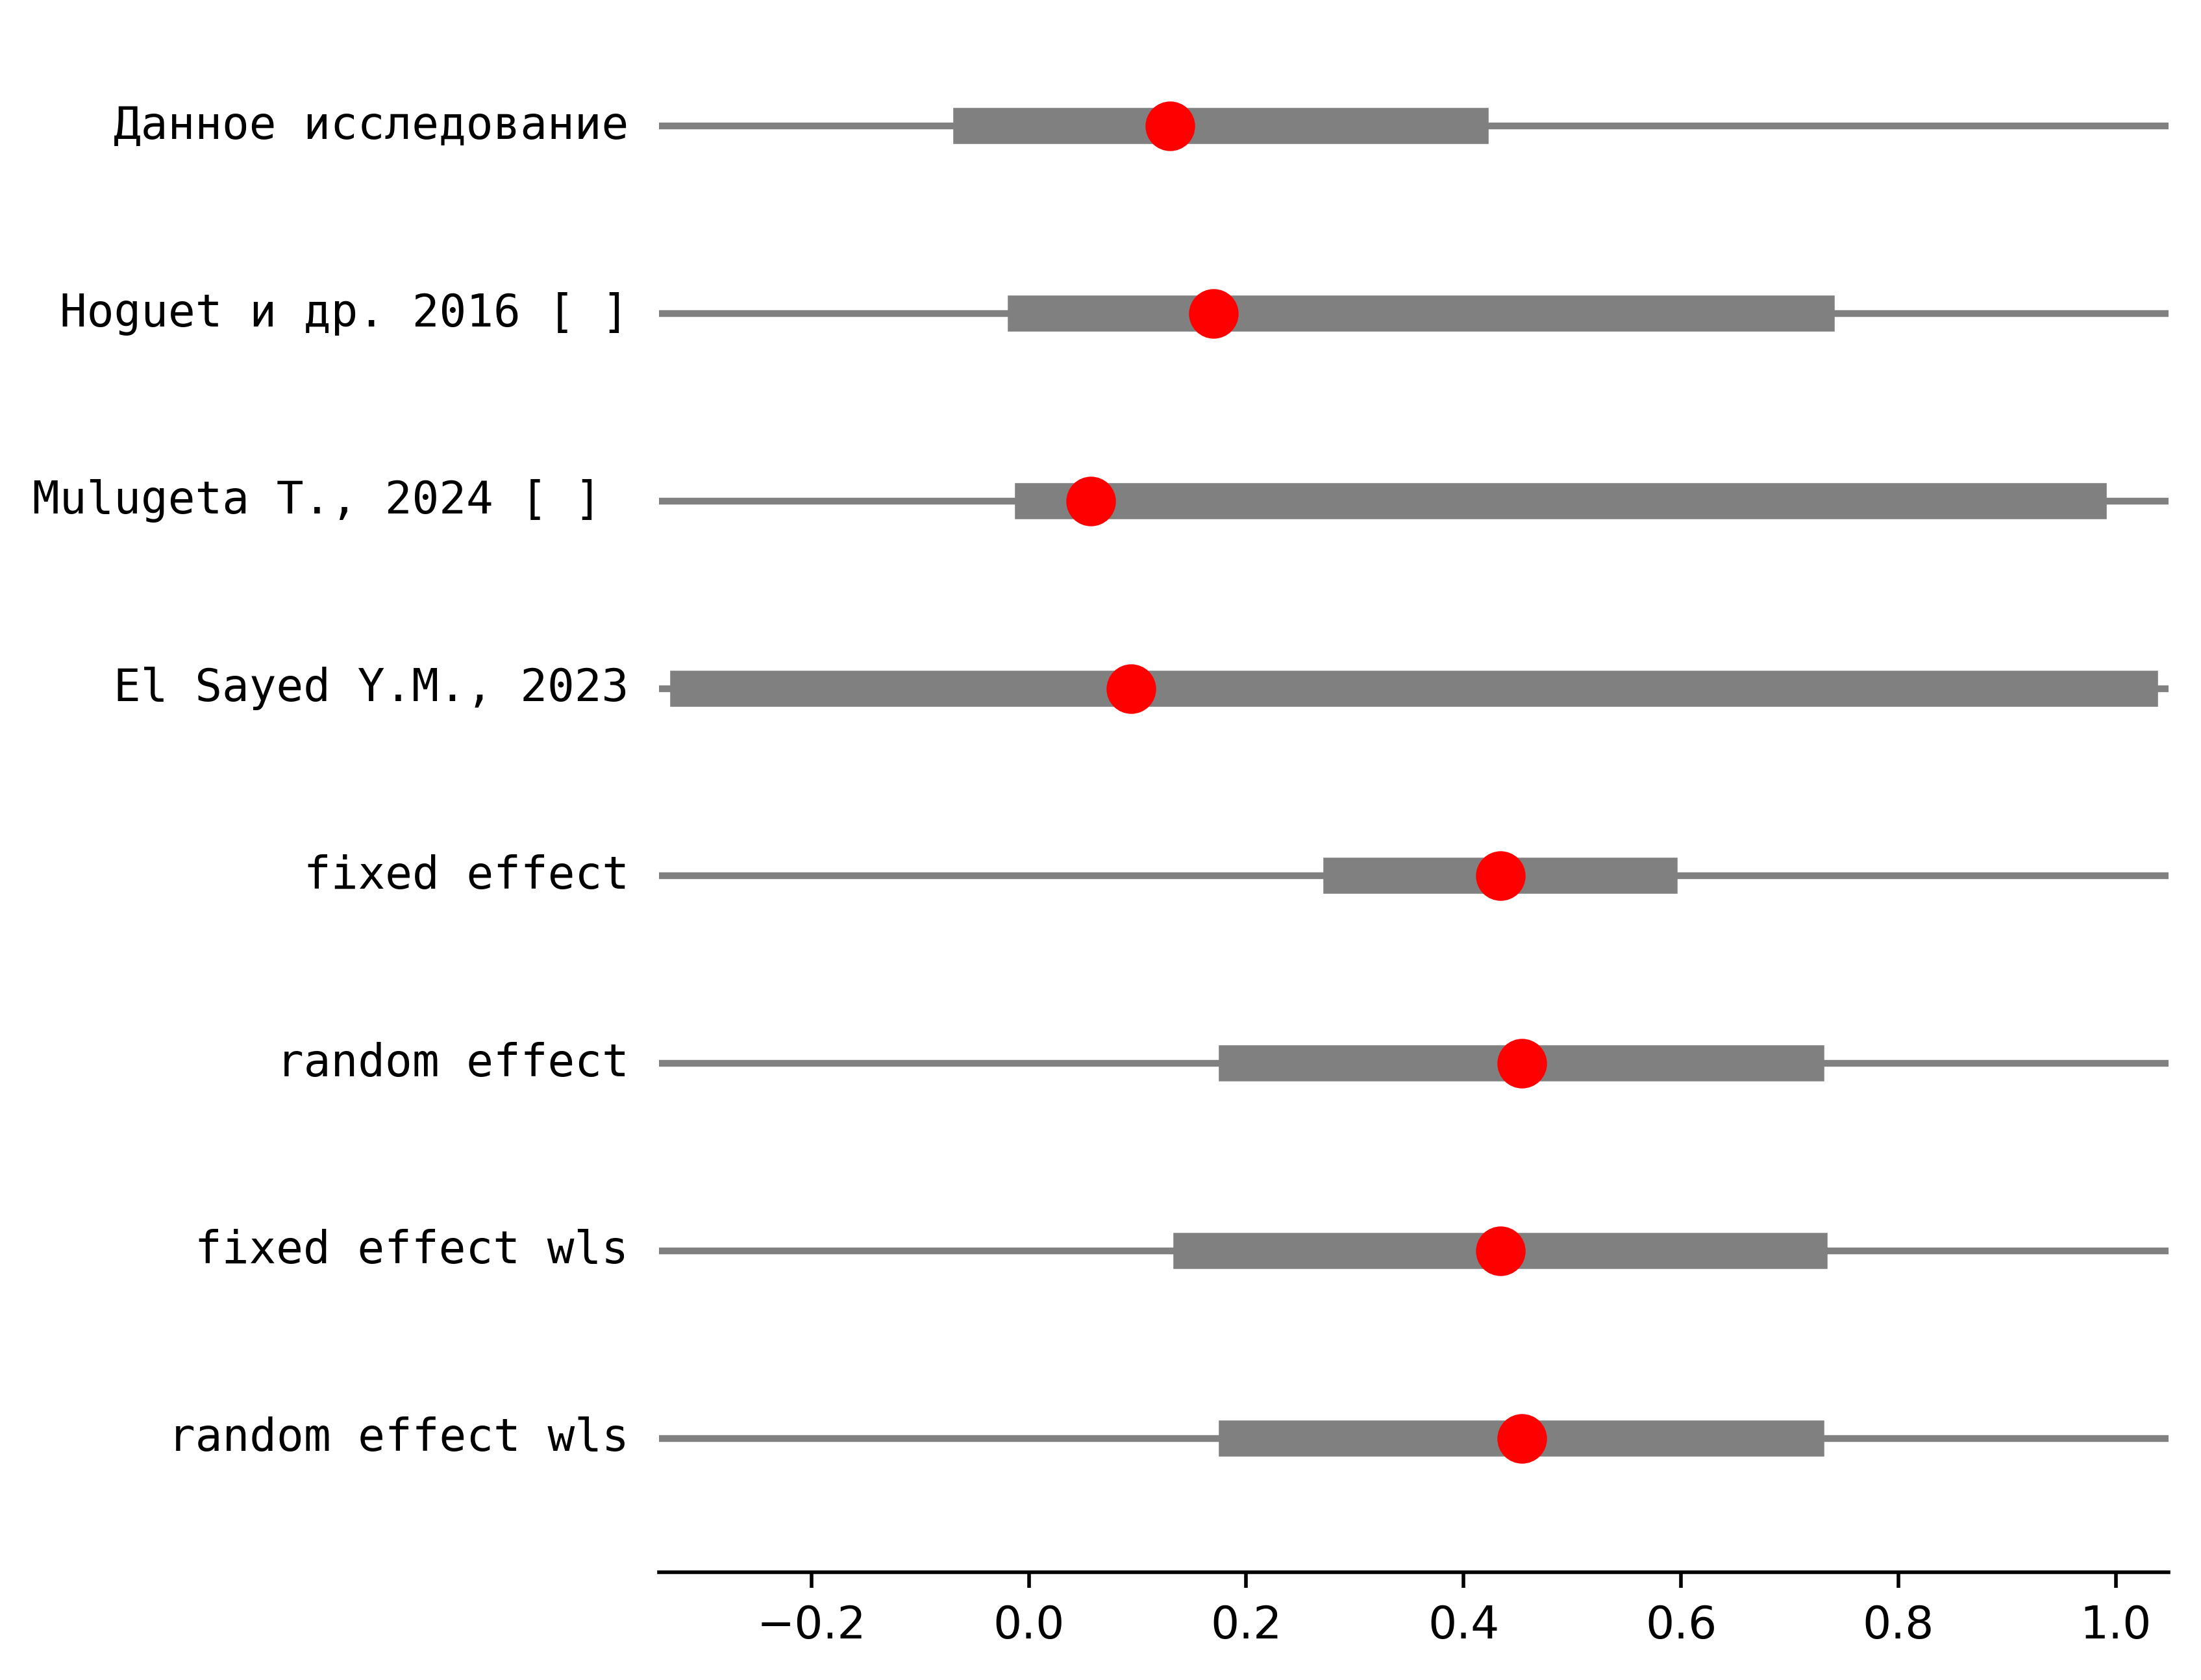 Данное исследование
Hoguet и др. 2016 [ ]
Mulugeta T., 2024 [ ]
El Sayed Y.M., 2023
fixed effect
random effect
fixed effect wls
random effect wls
−0.2 0.0 0.2 0.4 0.6 0.8 1.0